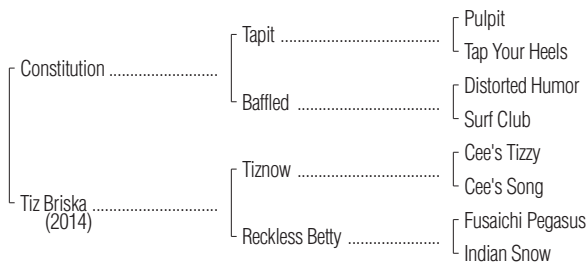 Pulpit
Tapit
Tap Your Heels
Constitution
Distorted Humor
Baffled
Surf Club
Cee's Tizzy
Tiznow
Cee's Song
Tiz Briska
(2014)
Fusaichi Pegasus
Reckless Betty
Indian Snow